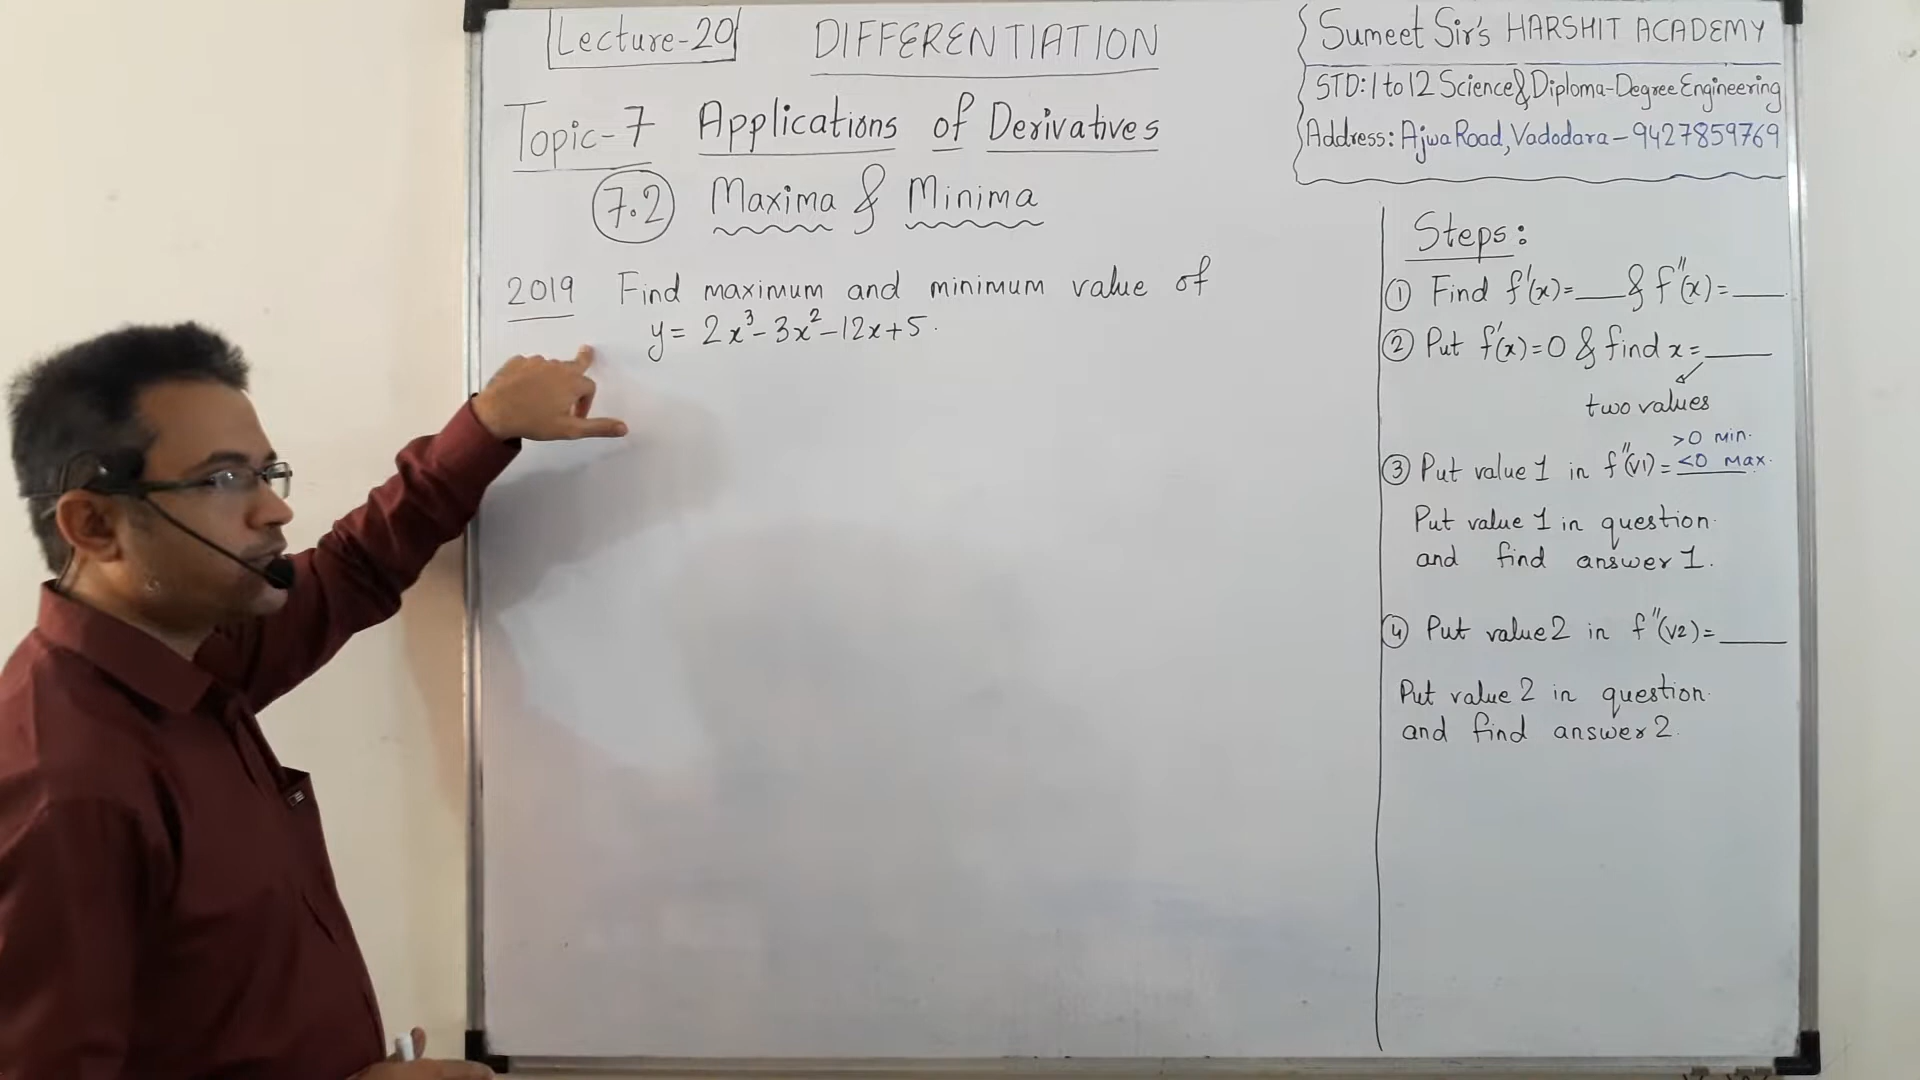 Lecture-20
DIFFERENTIATION
Topic-7 Applications of Derivatives
7.2 Maxima & Minima
2019 Find maximum and minimum value of
y= 2x³-3x²-12x+5.
Sumeet Sir's HARSHIT ACADEMY
STD:1 to 12 Science & Diploma-Degree Engineering
Address: Ajwa Road, Vadodara – 9427859769
Steps:
① Find f'(x)=___ & f''(x)=___
② Put f'(x)=0 & find x=___
two values
>0 min.
③ Put value 1 in f''(v1)= <0 max.
Put value 1 in question
and find answer 1.
④ Put value 2 in f''(v2)=___
Put value 2 in question
and find answer 2.